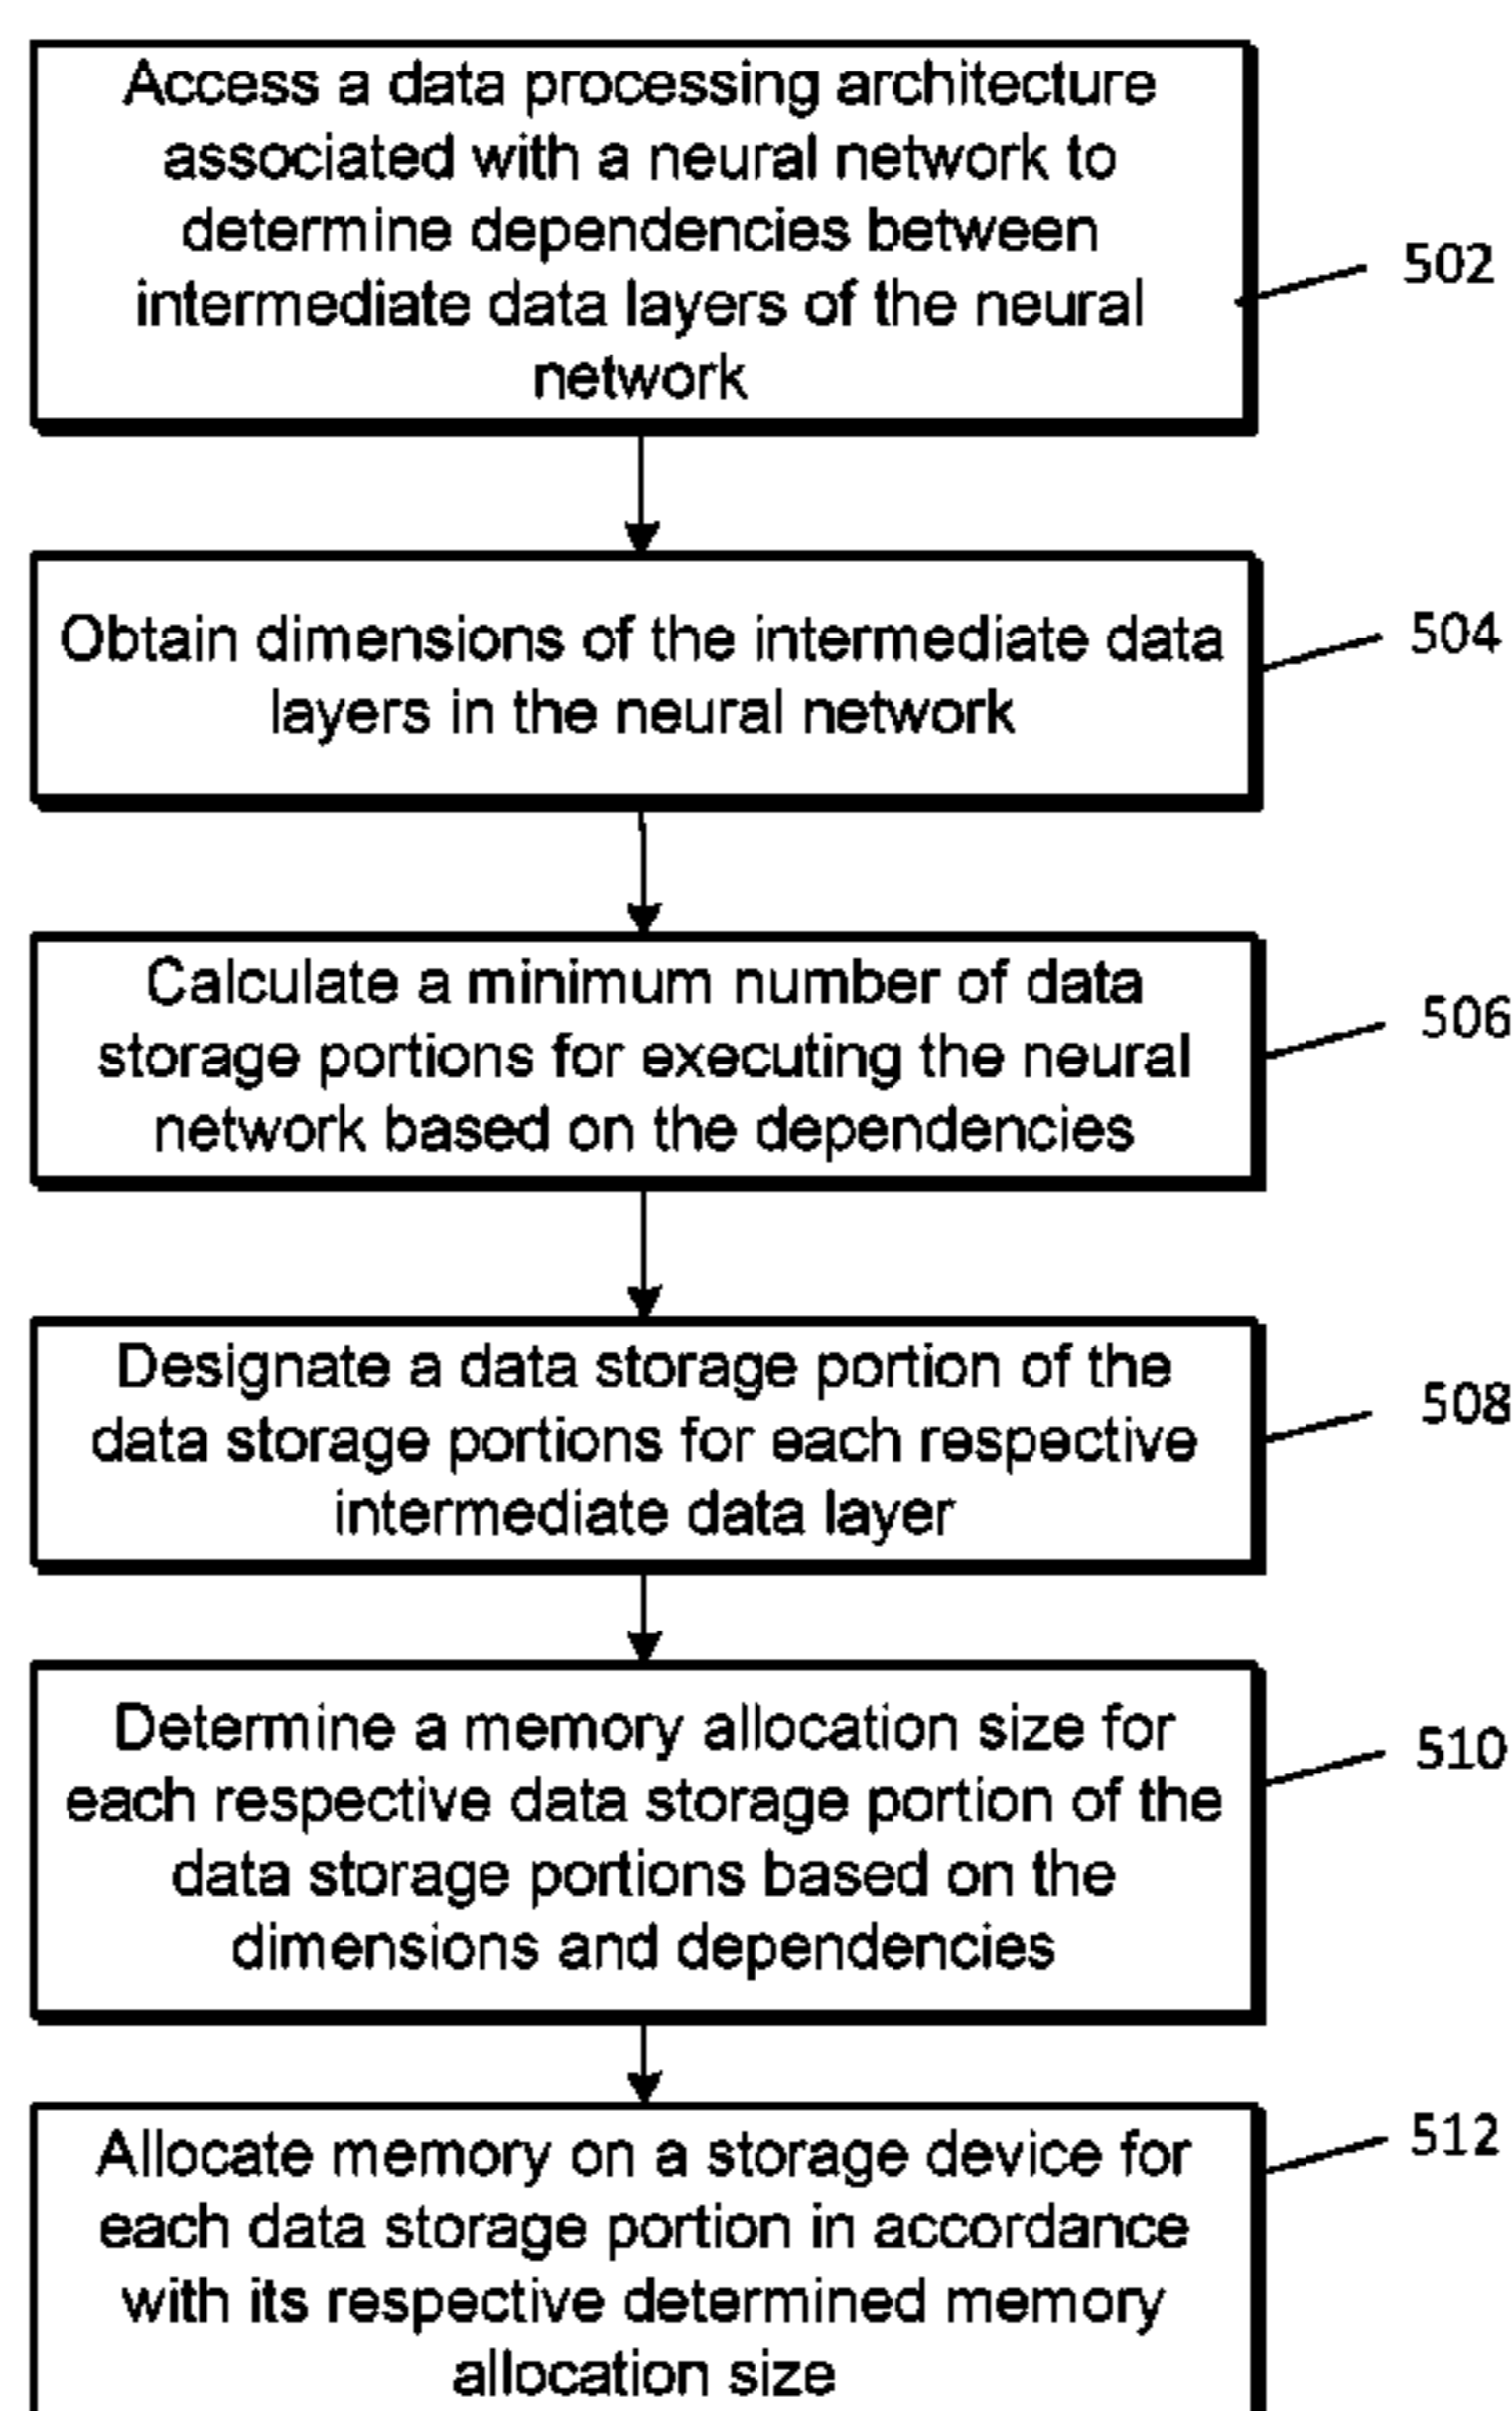 Access a data processing architecture
associated with a neural network to
determine dependencies between
intermediate data layers of the neural
network
502
Obtain dimensions of the intermediate data
layers in the neural network
504
Calculate a minimum number of data
storage portions for executing the neural
network based on the dependencies
506
Designate a data storage portion of the
data storage portions for each respective
intermediate data layer
508
Determine a memory allocation size for
each respective data storage portion of the
data storage portions based on the
dimensions and dependencies
510
Allocate memory on a storage device for
each data storage portion in accordance
with its respective determined memory
allocation size
512